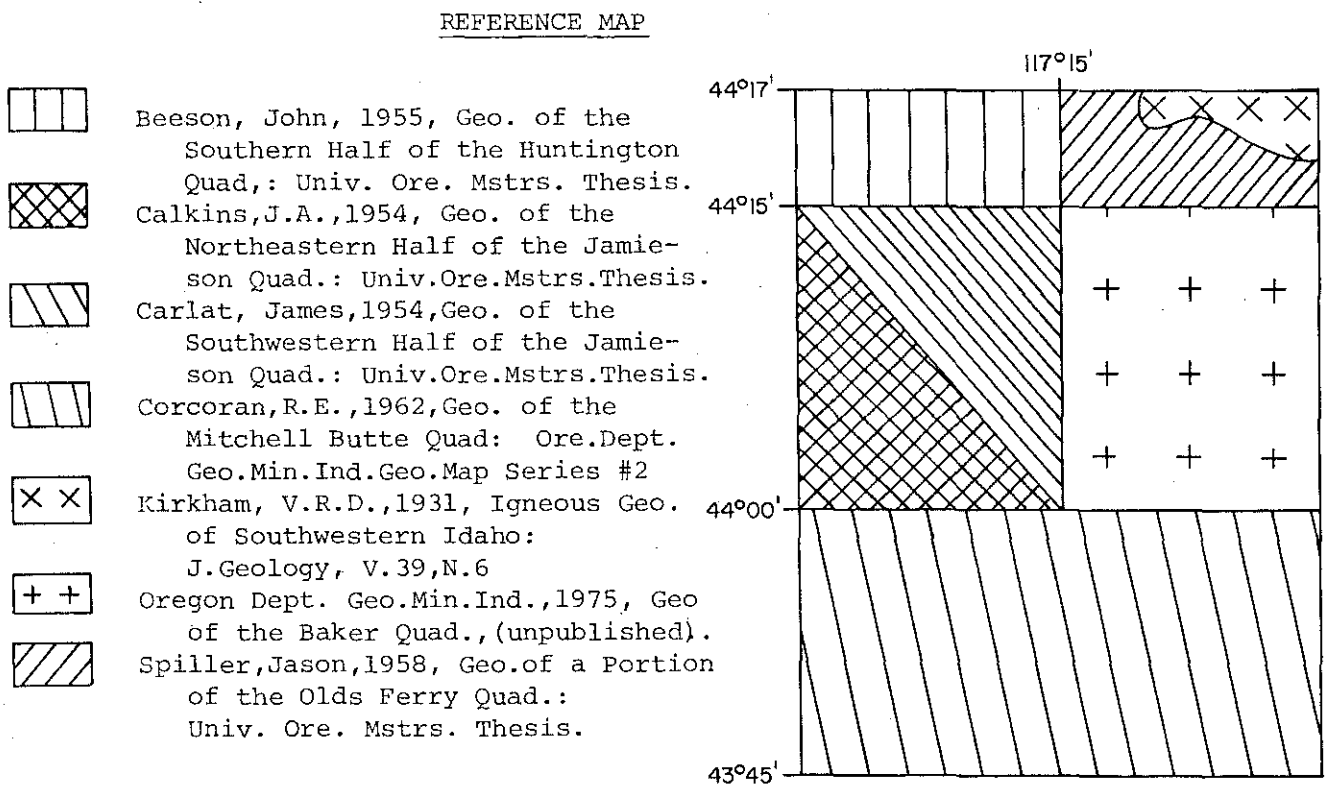 REFERENCE MAP
Beeson, John, 1955, Geo. of the
Southern Half of the Huntington
Quad,: Univ. Ore. Mstrs. Thesis.
Calkins,J.A.,1954, Geo. of the
Northeastern Half of the Jamie-
son Quad.: Univ.Ore.Mstrs.Thesis.
Carlat, James,1954,Geo. of the
Southwestern Half of the Jamie-
son Quad.: Univ.Ore.Mstrs.Thesis.
Corcoran,R.E.,1962,Geo. of the
Mitchell Butte Quad: Ore.Dept.
Geo.Min.Ind.Geo.Map Series #2
Kirkham, V.R.D.,1931, Igneous Geo.
of Southwestern Idaho:
J.Geology, V.39,N.6
Oregon Dept. Geo.Min.Ind.,1975, Geo
of the Baker Quad.,(unpublished).
Spiller,Jason,1958, Geo.of a Portion
of the Olds Ferry Quad.:
Univ. Ore. Mstrs. Thesis.
117°15'
44°17'
44°15'
44°00'
43°45'